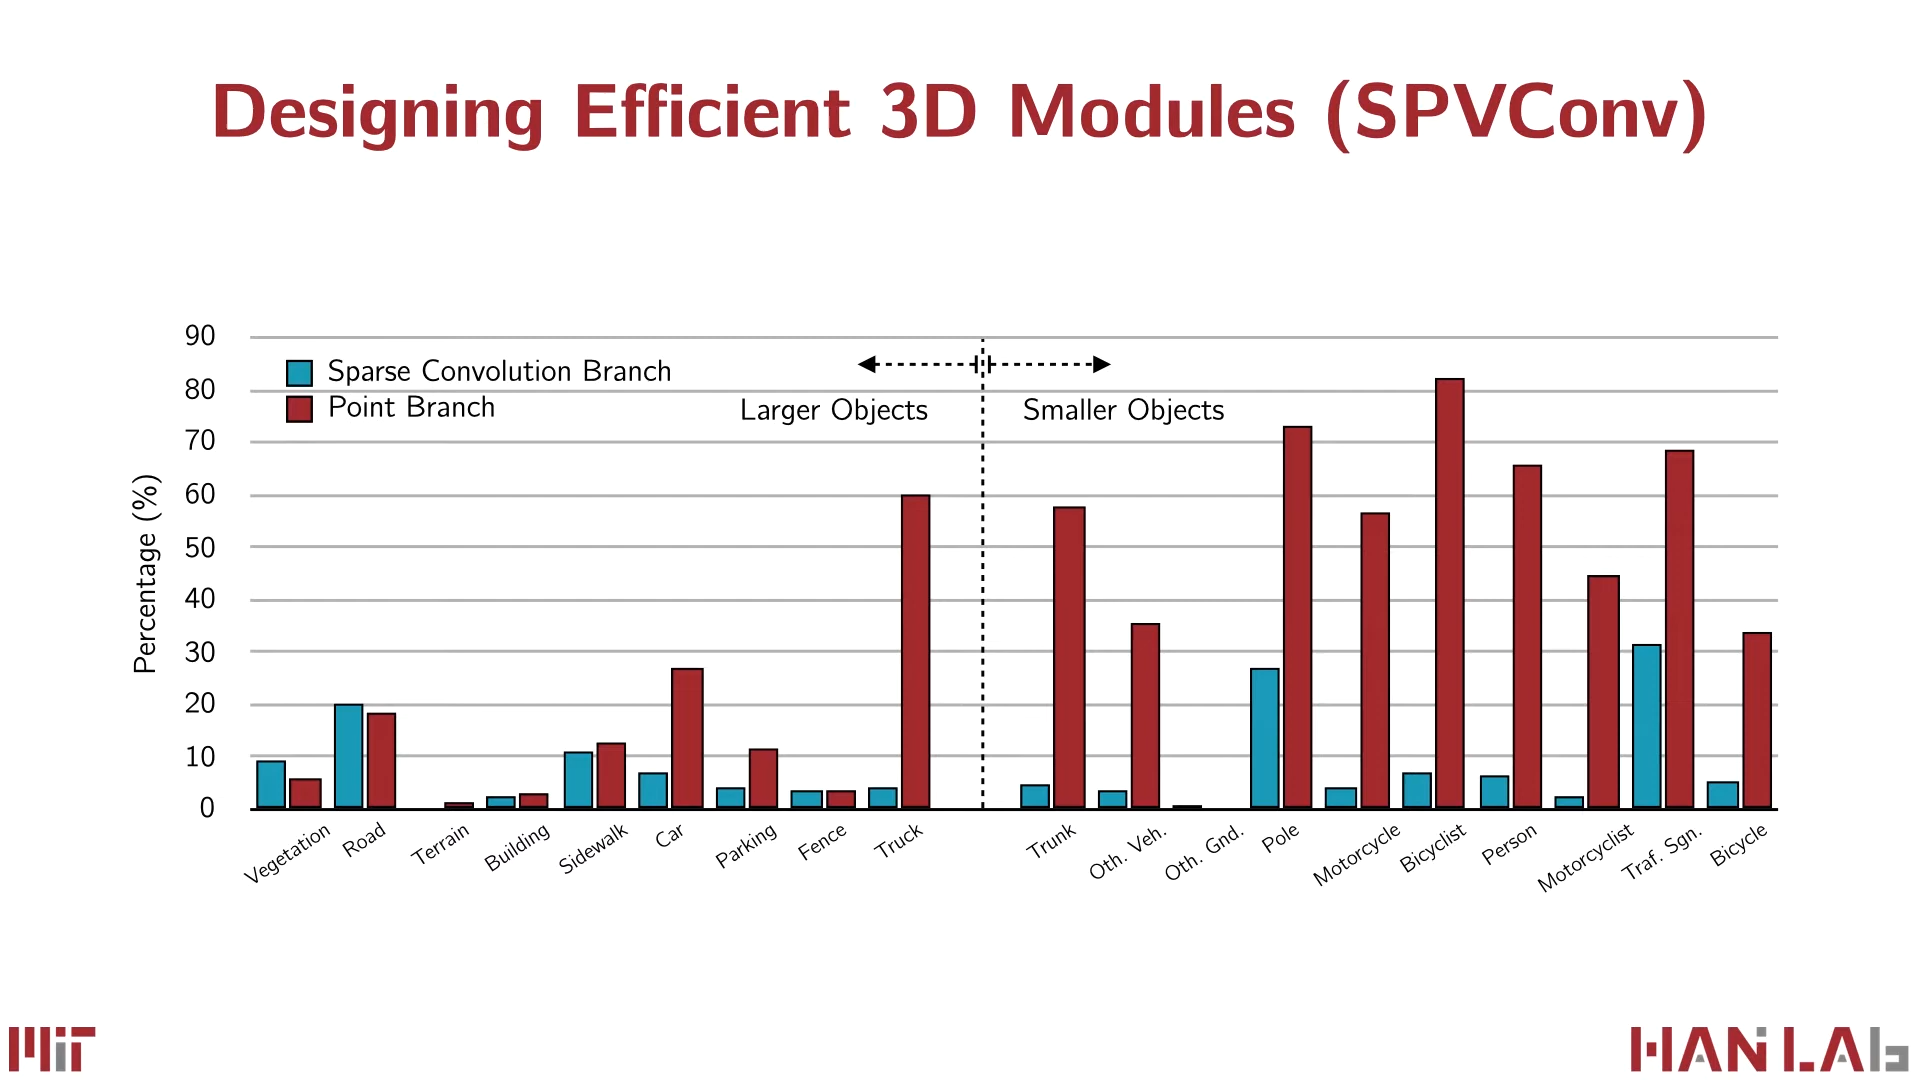 Designing Efficient 3D Modules (SPVConv)
90
80
70
60
50
40
30
20
10
0
Percentage (%)
Sparse Convolution Branch
Point Branch
Larger Objects
Smaller Objects
Vegetation
Road
Terrain
Building
Sidewalk
Car
Parking
Fence
Truck
Trunk
Oth. Veh.
Oth. Gnd.
Pole
Motorcycle
Bicyclist
Person
Motorcyclist
Traf. Sgn.
Bicycle
MIT
HAN LAb